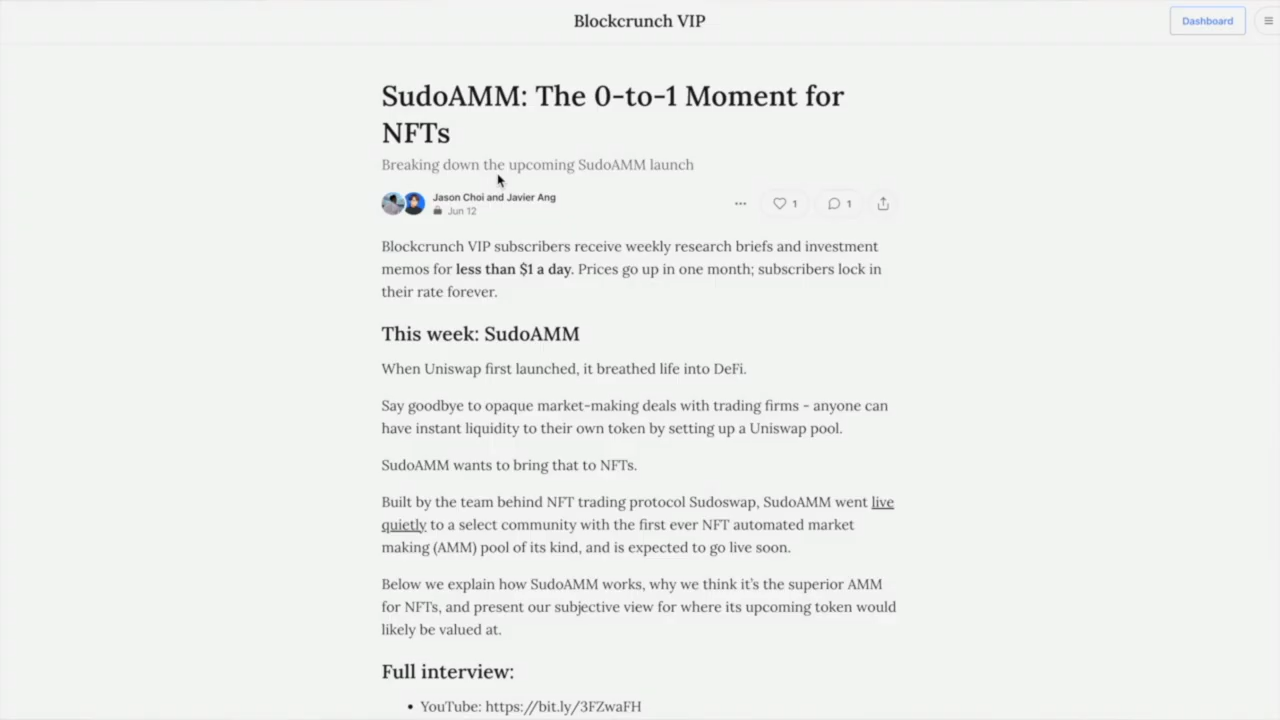 Blockcrunch VIP
Dashboard
SudoAMM: The 0-to-1 Moment for
NFTs
Breaking down the upcoming SudoAMM launch
Jason Choi and Javier Ang
Jun 12
1
1
Blockcrunch VIP subscribers receive weekly research briefs and investment
memos for less than $1 a day. Prices go up in one month; subscribers lock in
their rate forever.
This week: SudoAMM
When Uniswap first launched, it breathed life into DeFi.
Say goodbye to opaque market-making deals with trading firms - anyone can
have instant liquidity to their own token by setting up a Uniswap pool.
SudoAMM wants to bring that to NFTs.
Built by the team behind NFT trading protocol Sudoswap, SudoAMM went live
quietly to a select community with the first ever NFT automated market
making (AMM) pool of its kind, and is expected to go live soon.
Below we explain how SudoAMM works, why we think it’s the superior AMM
for NFTs, and present our subjective view for where its upcoming token would
likely be valued at.
Full interview:
• YouTube: https://bit.ly/3FZwaFH